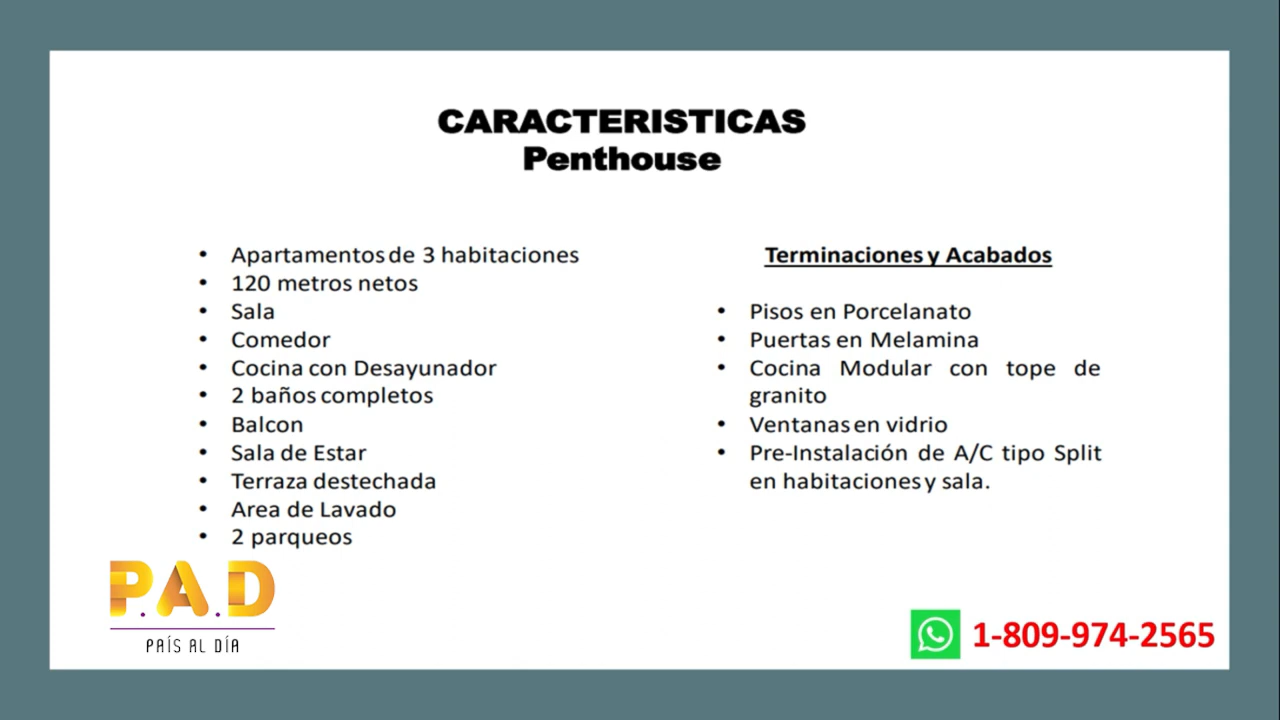 CARACTERISTICAS
Penthouse
• Apartamentos de 3 habitaciones
• 120 metros netos
• Sala
• Comedor
• Cocina con Desayunador
• 2 baños completos
• Balcon
• Sala de Estar
• Terraza destechada
• Area de Lavado
• 2 parqueos
Terminaciones y Acabados
• Pisos en Porcelanato
• Puertas en Melamina
• Cocina Modular con tope de
granito
• Ventanas en vidrio
• Pre-Instalación de A/C tipo Split
en habitaciones y sala.
P.A.D
PAÍS AL DÍA
1-809-974-2565